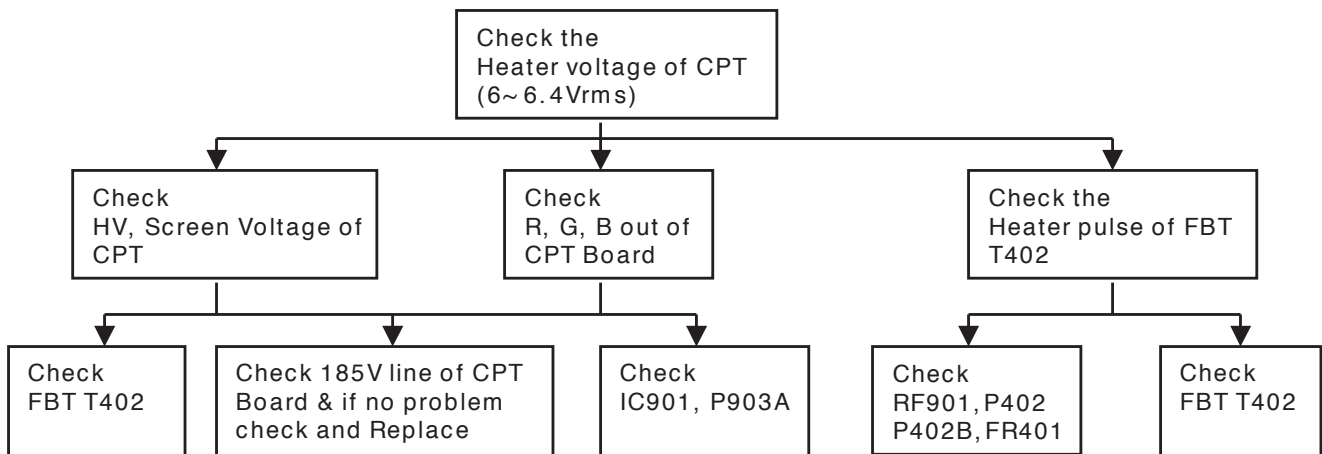 Check the
Heater voltage of CPT
(6~6.4Vrms)
Check
HV, Screen Voltage of
CPT
Check
R, G, B out of
CPT Board
Check the
Heater pulse of FBT
T402
Check
FBT T402
Check 185V line of CPT
Board & if no problem
check and Replace
Check
IC901, P903A
Check
RF901, P402
P402B, FR401
Check
FBT T402